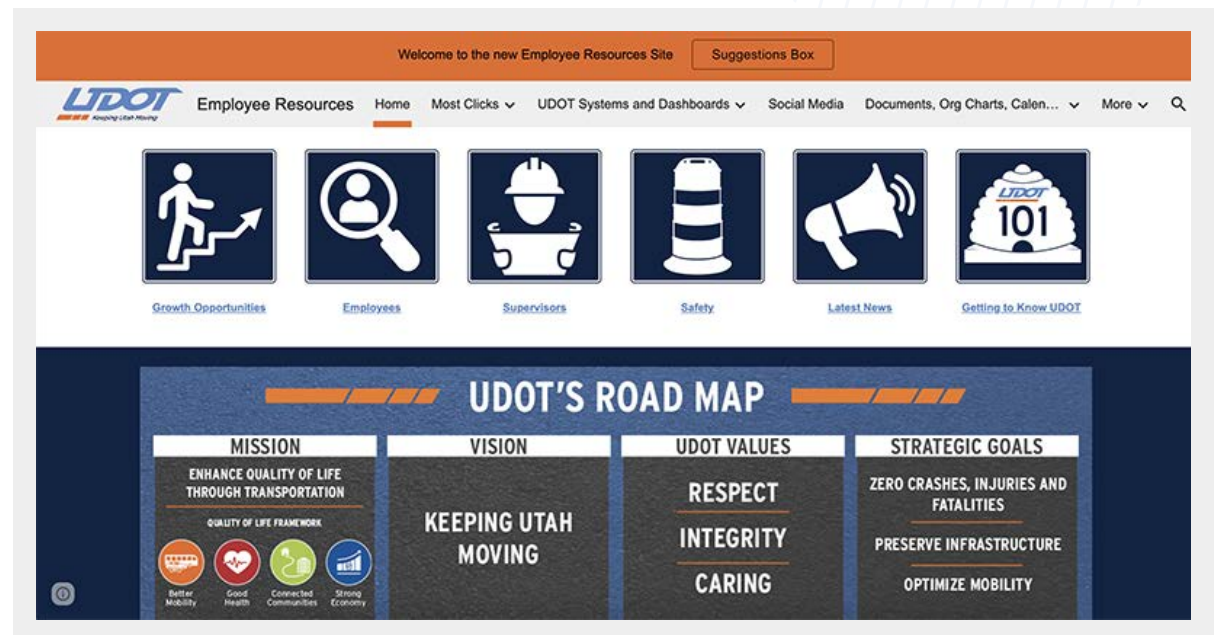 Welcome to the new Employee Resources Site
Suggestions Box
UDOT
Keeping Utah Moving
Employee Resources
Home
Most Clicks
UDOT Systems and Dashboards
Social Media
Documents, Org Charts, Calen...
More
UDOT
101
Growth Opportunities
Employees
Supervisors
Safety
Latest News
Getting to Know UDOT
UDOT'S ROAD MAP
MISSION
ENHANCE QUALITY OF LIFE
THROUGH TRANSPORTATION
QUALITY OF LIFE FRAMEWORK
Better
Mobility
Good
Health
Connected
Communities
Strong
Economy
VISION
KEEPING UTAH
MOVING
UDOT VALUES
RESPECT
INTEGRITY
CARING
STRATEGIC GOALS
ZERO CRASHES, INJURIES AND
FATALITIES
PRESERVE INFRASTRUCTURE
OPTIMIZE MOBILITY